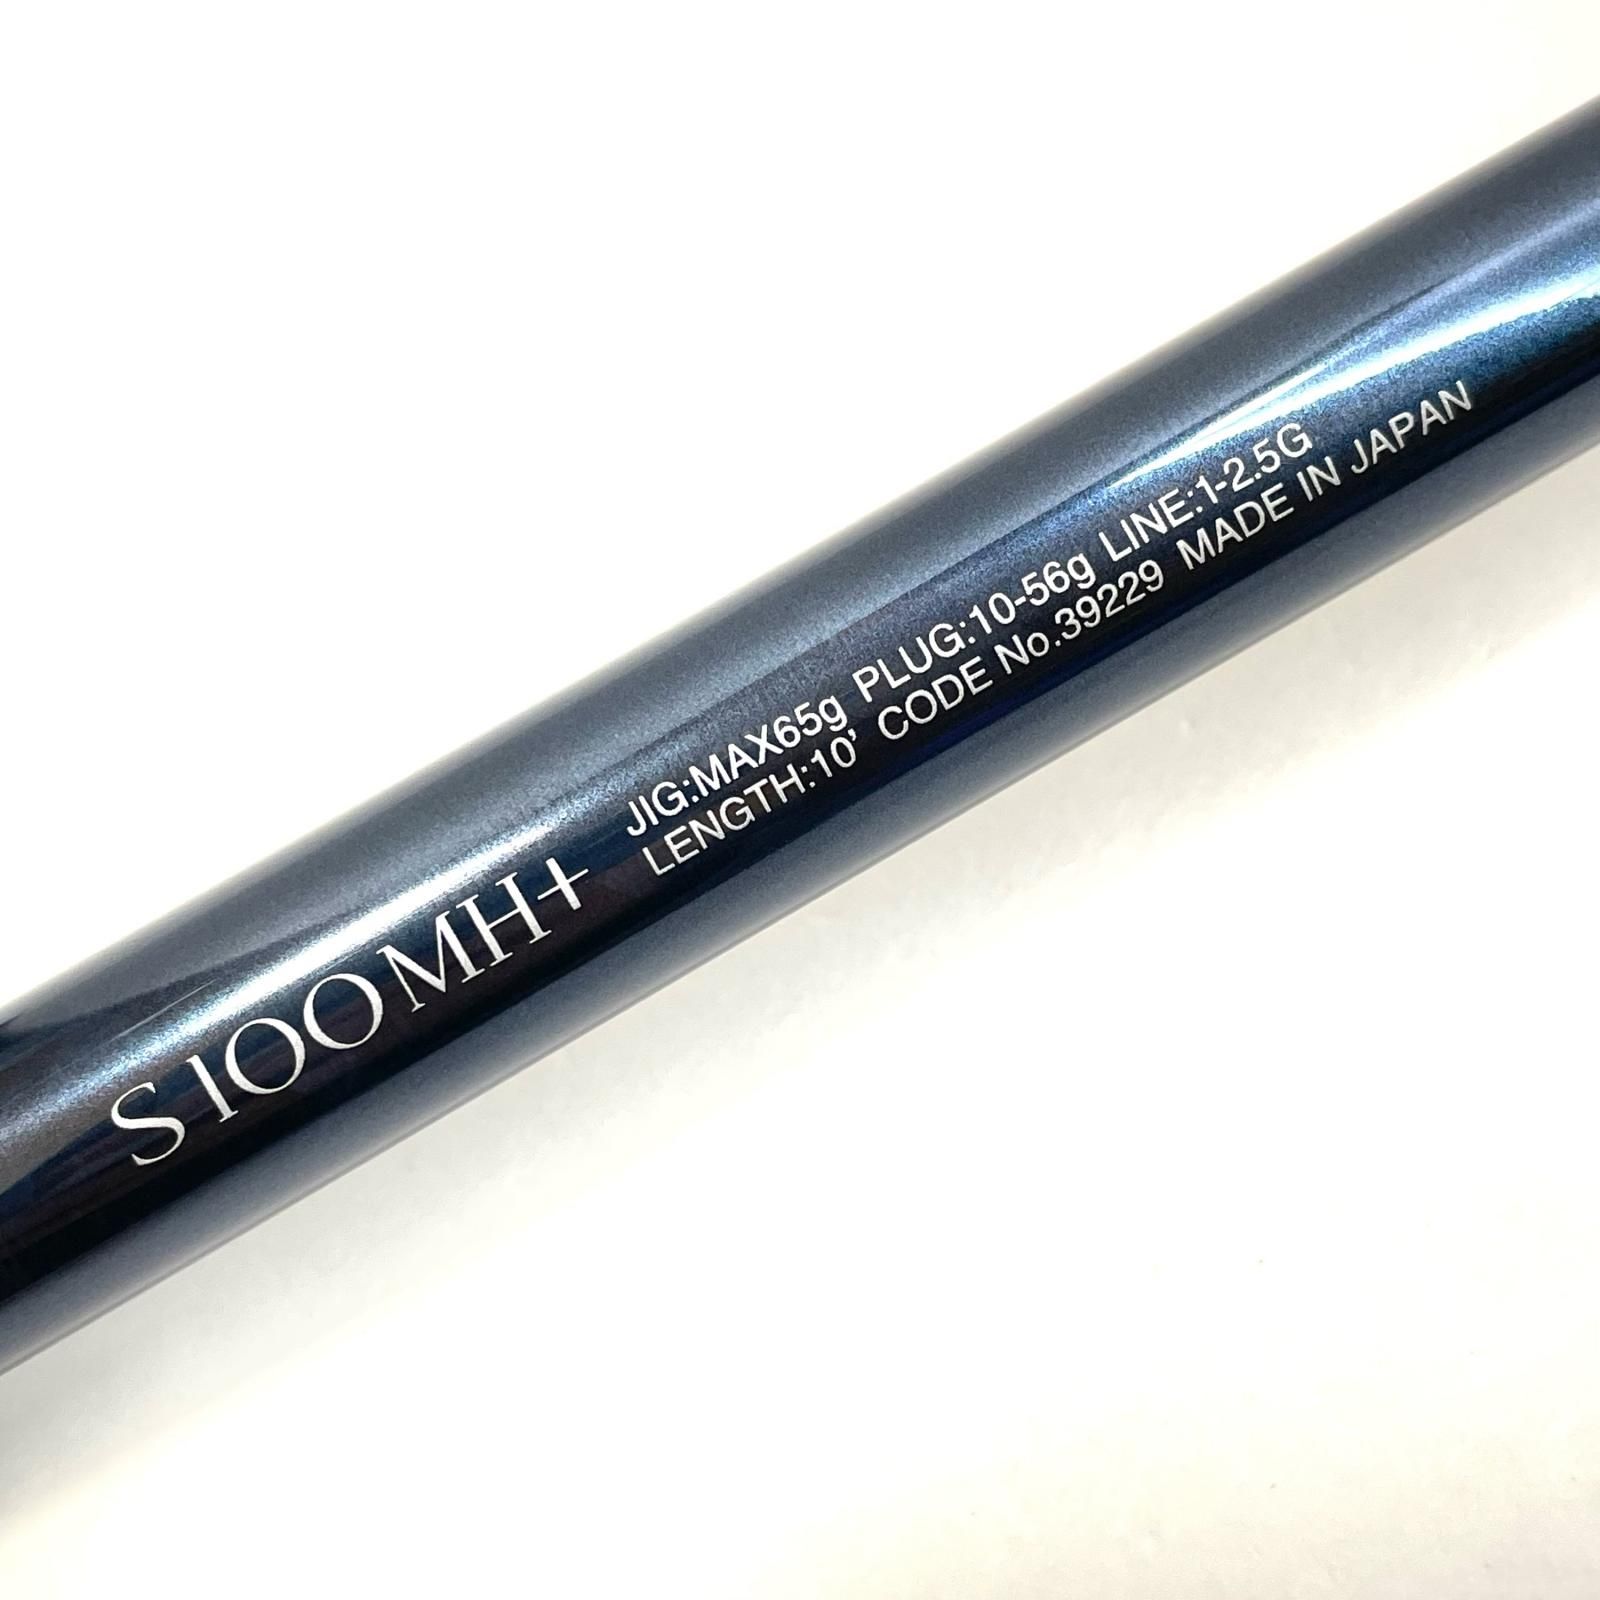 S100MH+
JIG:MAX65g PLUG:10-56g LINE:1-2.5G
LENGTH:10' CODE No.39229 MADE IN JAPAN